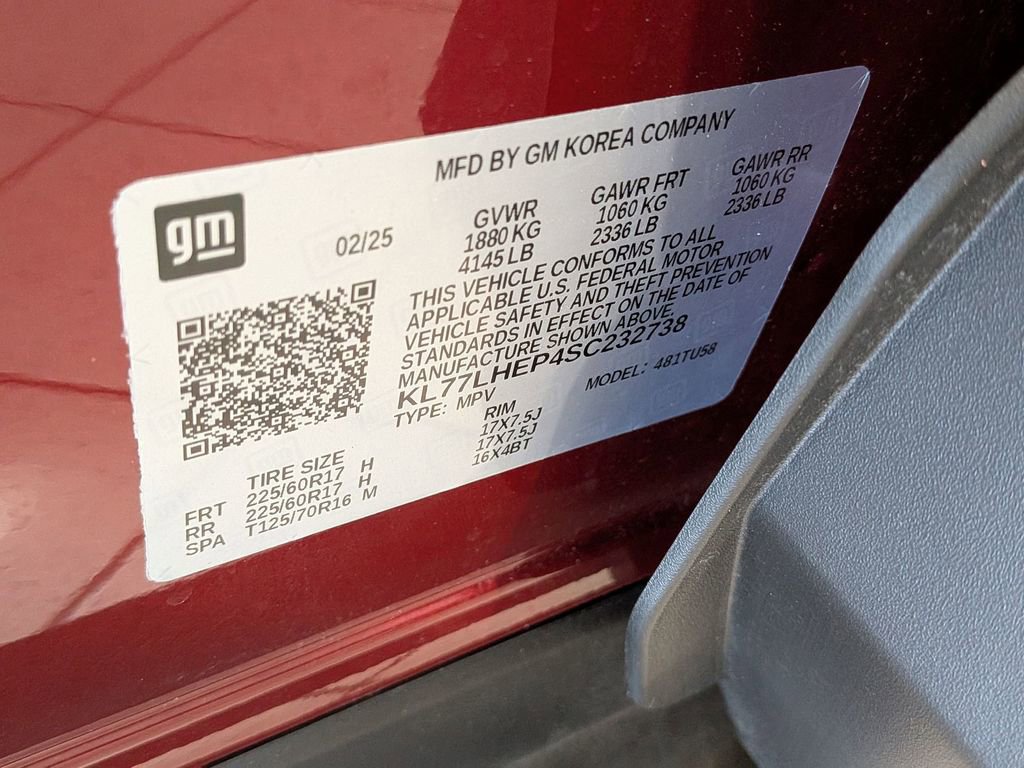 MFD BY GM KOREA COMPANY
gm
02/25
GVWR
1880 KG
4145 LB
GAWR FRT
1060 KG
2336 LB
GAWR RR
1060 KG
2336 LB
THIS VEHICLE CONFORMS TO ALL
APPLICABLE U.S. FEDERAL MOTOR
VEHICLE SAFETY AND THEFT PREVENTION
STANDARDS IN EFFECT ON THE DATE OF
MANUFACTURE SHOWN ABOVE.
KL77LHEP4SC232738
TYPE: MPV
MODEL: 481TU58
TIRE SIZE RIM
FRT 225/60R17 H 17X7.5J
RR 225/60R17 H 17X7.5J
SPA T125/70R16 M 16X4BT